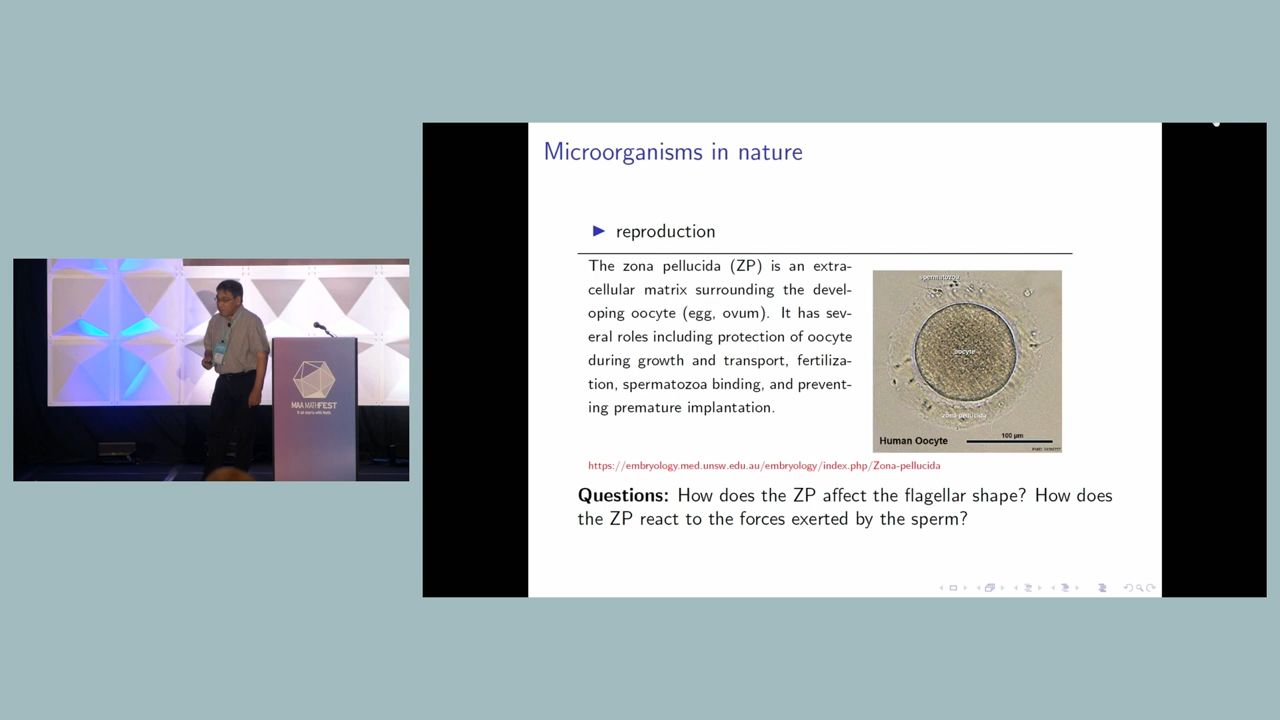 Microorganisms in nature
reproduction
The zona pellucida (ZP) is an extra-
cellular matrix surrounding the devel-
oping oocyte (egg, ovum). It has sev-
eral roles including protection of oocyte
during growth and transport, fertiliza-
tion, spermatozoa binding, and prevent-
ing premature implantation.
spermatozoa
oocyte
zona pellucida
Human Oocyte
100 µm
https://embryology.med.unsw.edu.au/embryology/index.php/Zona-pellucida
Questions: How does the ZP affect the flagellar shape? How does
the ZP react to the forces exerted by the sperm?
MAA MATHFEST